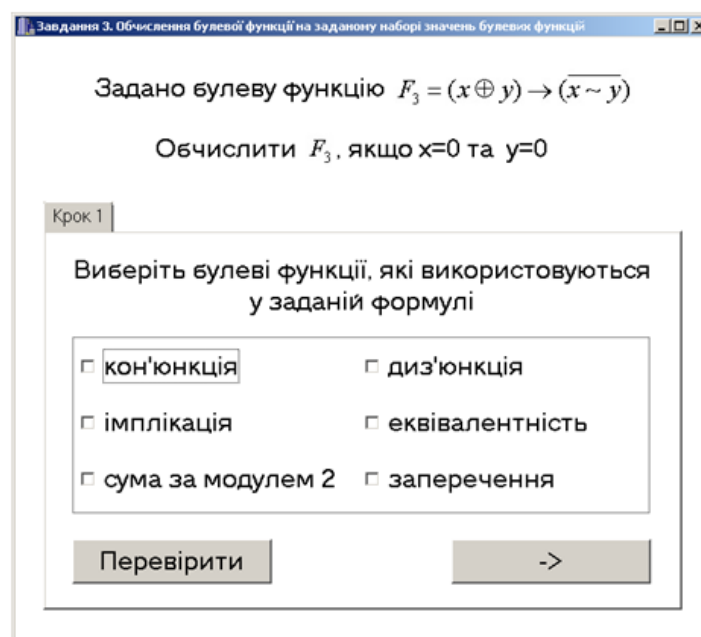 Завдання 3. Обчислення булевої функції на заданому наборі значень булевих функцій
Задано булеву функцію F₃ = (x ⊕ y) → (x̅ ̅~̅ ̅y̅)
Обчислити F₃, якщо x=0 та y=0
Крок 1
Виберіть булеві функції, які використовуються
у заданій формулі
кон'юнкція
диз'юнкція
імплікація
еквівалентність
сума за модулем 2
заперечення
Перевірити
->